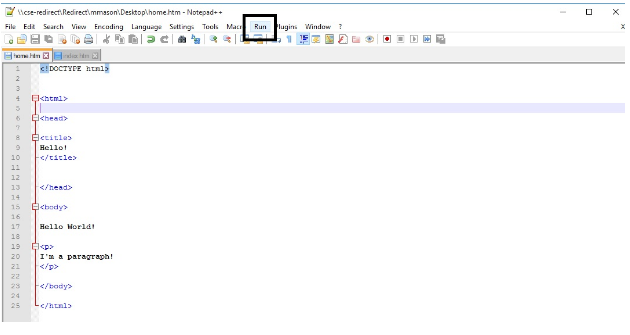 \\cse-redirect\Redirect\mmason\Desktop\home.htm - Notepad++
File Edit Search View Encoding Language Settings Tools Macro Run Plugins Window ? X
home.htm index.htm
1 <!DOCTYPE html>
2
3
4 <html>
5
6 <head>
7
8 <title>
9 Hello!
10 </title>
11
12
13 </head>
14
15 <body>
16
17 Hello World!
18
19 <p>
20 I'm a paragraph!
21 </p>
22
23 </body>
24
25 </html>